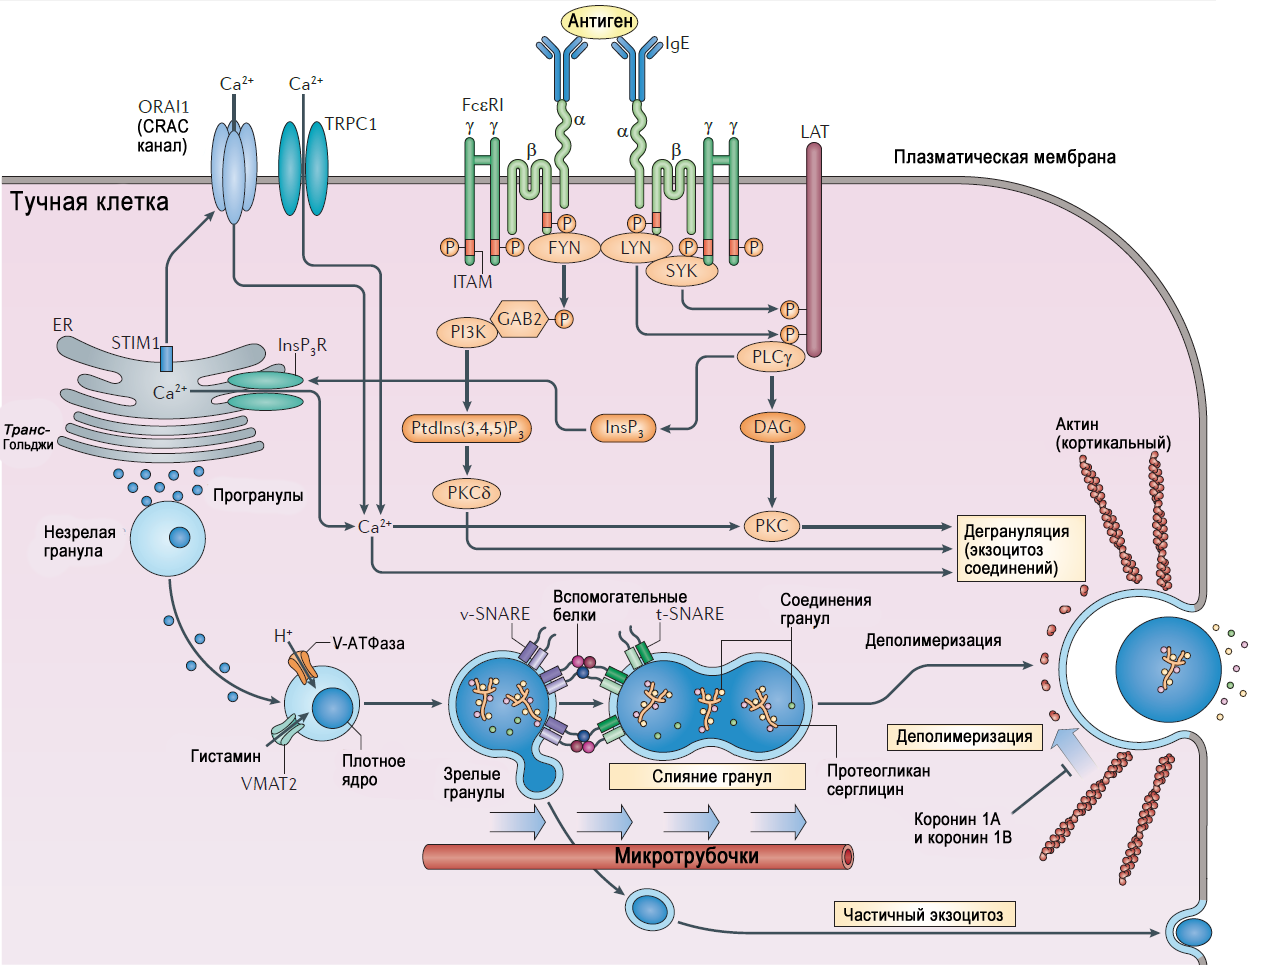 Антиген
IgE
Ca²⁺
Ca²⁺
ORAI1
(CRAC
канал)
TRPC1
FcεRI
γ
γ
β
α
α
β
γ
γ
LAT
Плазматическая мембрана
Тучная клетка
P
P
P
P
P
P
FYN
LYN
SYK
ITAM
P
P
P
GAB2
PI3K
PLCγ
ER
STIM1
InsP₃R
Ca²⁺
Транс-
Гольджи
PtdIns(3,4,5)P₃
InsP₃
DAG
Актин
(кортикальный)
Програнулы
PKCδ
Незрелая
гранула
Ca²⁺
PKC
Дегрануляция
(экзоцитоз
соединений)
v-SNARE
Вспомогательные
белки
t-SNARE
Соединения
гранул
H⁺
V-АТФаза
Деполимеризация
Деполимеризация
Гистамин
VMAT2
Плотное
ядро
Зрелые
гранулы
Слияние гранул
Протеогликан
серглицин
Коронин 1А
и коронин 1В
Микротрубочки
Частичный экзоцитоз